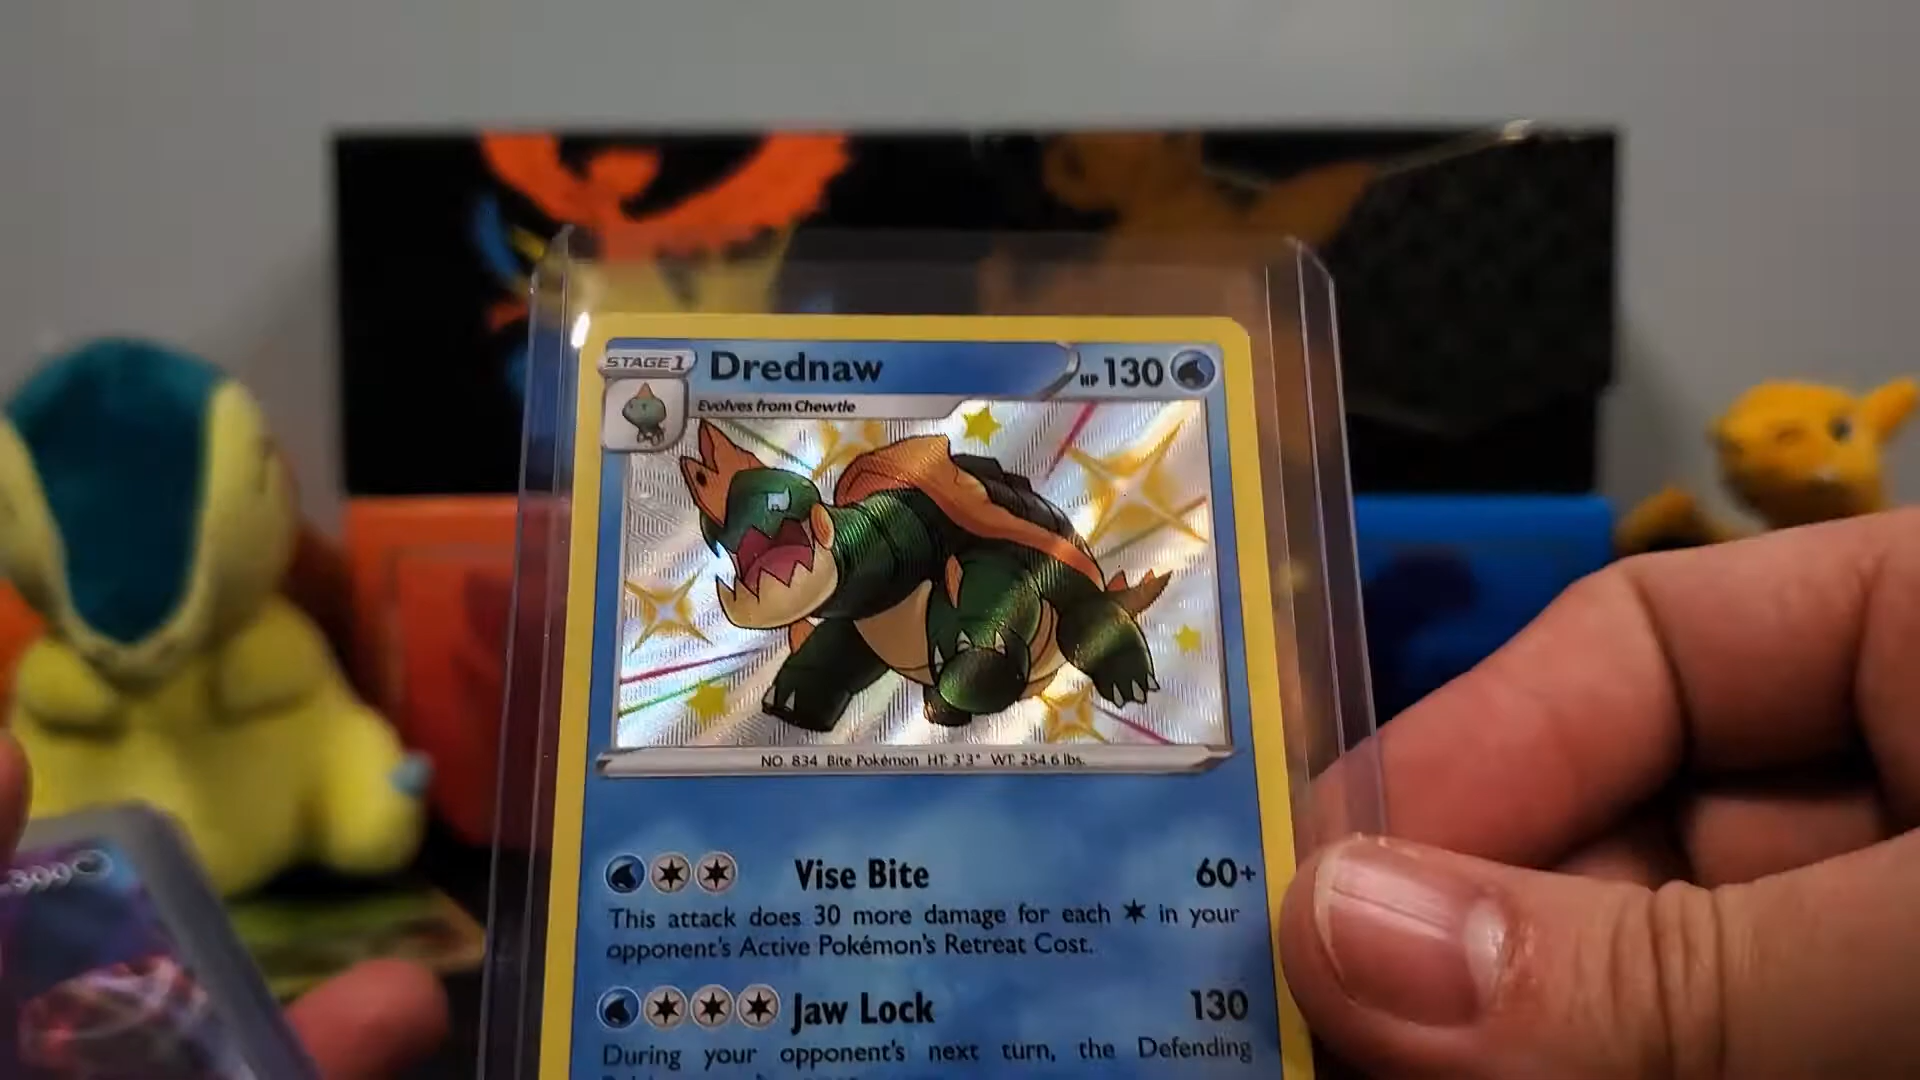 STAGE1 Drednaw HP 130
Evolves from Chewtle
NO. 834 Bite Pokémon HT: 3'3" WT: 254.6 lbs.
Vise Bite 60+
This attack does 30 more damage for each in your
opponent's Active Pokémon's Retreat Cost.
Jaw Lock 130
During your opponent's next turn, the Defending